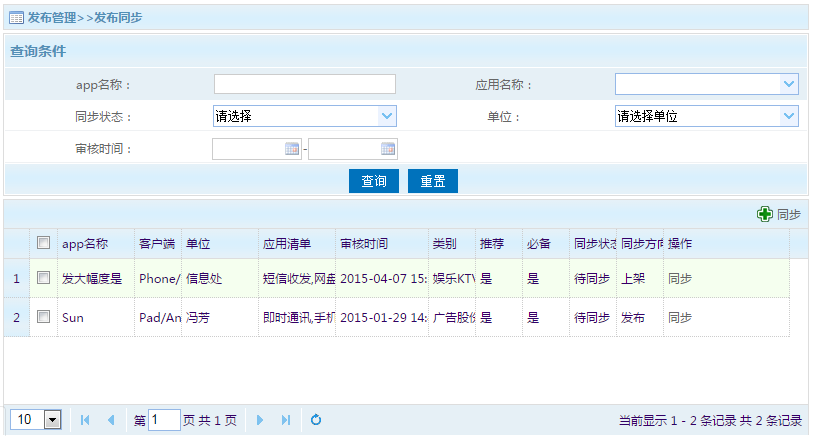 发布管理>>发布同步
查询条件
app名称： 应用名称：
同步状态： 请选择 单位： 请选择单位
审核时间： -
查询 重置
同步
app名称 客户端 单位 应用清单 审核时间 类别 推荐 必备 同步状态 同步方向 操作
1 发大幅度是 Phone/ 信息处 短信收发,网盘 2015-04-07 15: 娱乐KTV 是 是 待同步 上架 同步
2 Sun Pad/An 冯芳 即时通讯,手机 2015-01-29 14: 广告股份 是 是 待同步 发布 同步
10 第 1 页 共 1 页 当前显示 1 - 2 条记录 共 2 条记录